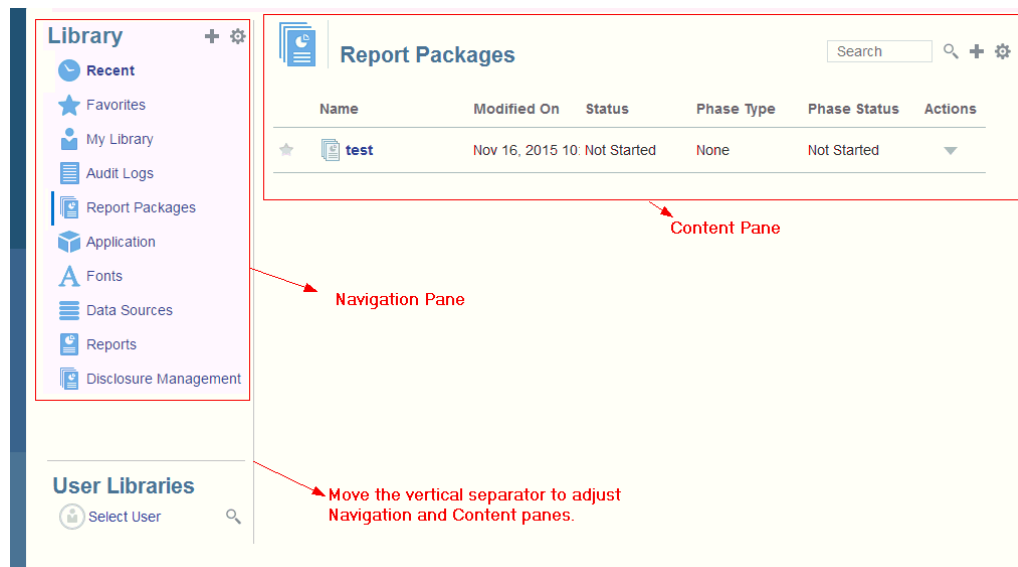 Library
Recent
Favorites
My Library
Audit Logs
Report Packages
Application
Fonts
Data Sources
Reports
Disclosure Management
User Libraries
Select User
Report Packages
Search
Name Modified On Status Phase Type Phase Status Actions
test Nov 16, 2015 10: Not Started None Not Started
Content Pane
Navigation Pane
Move the vertical separator to adjust
Navigation and Content panes.